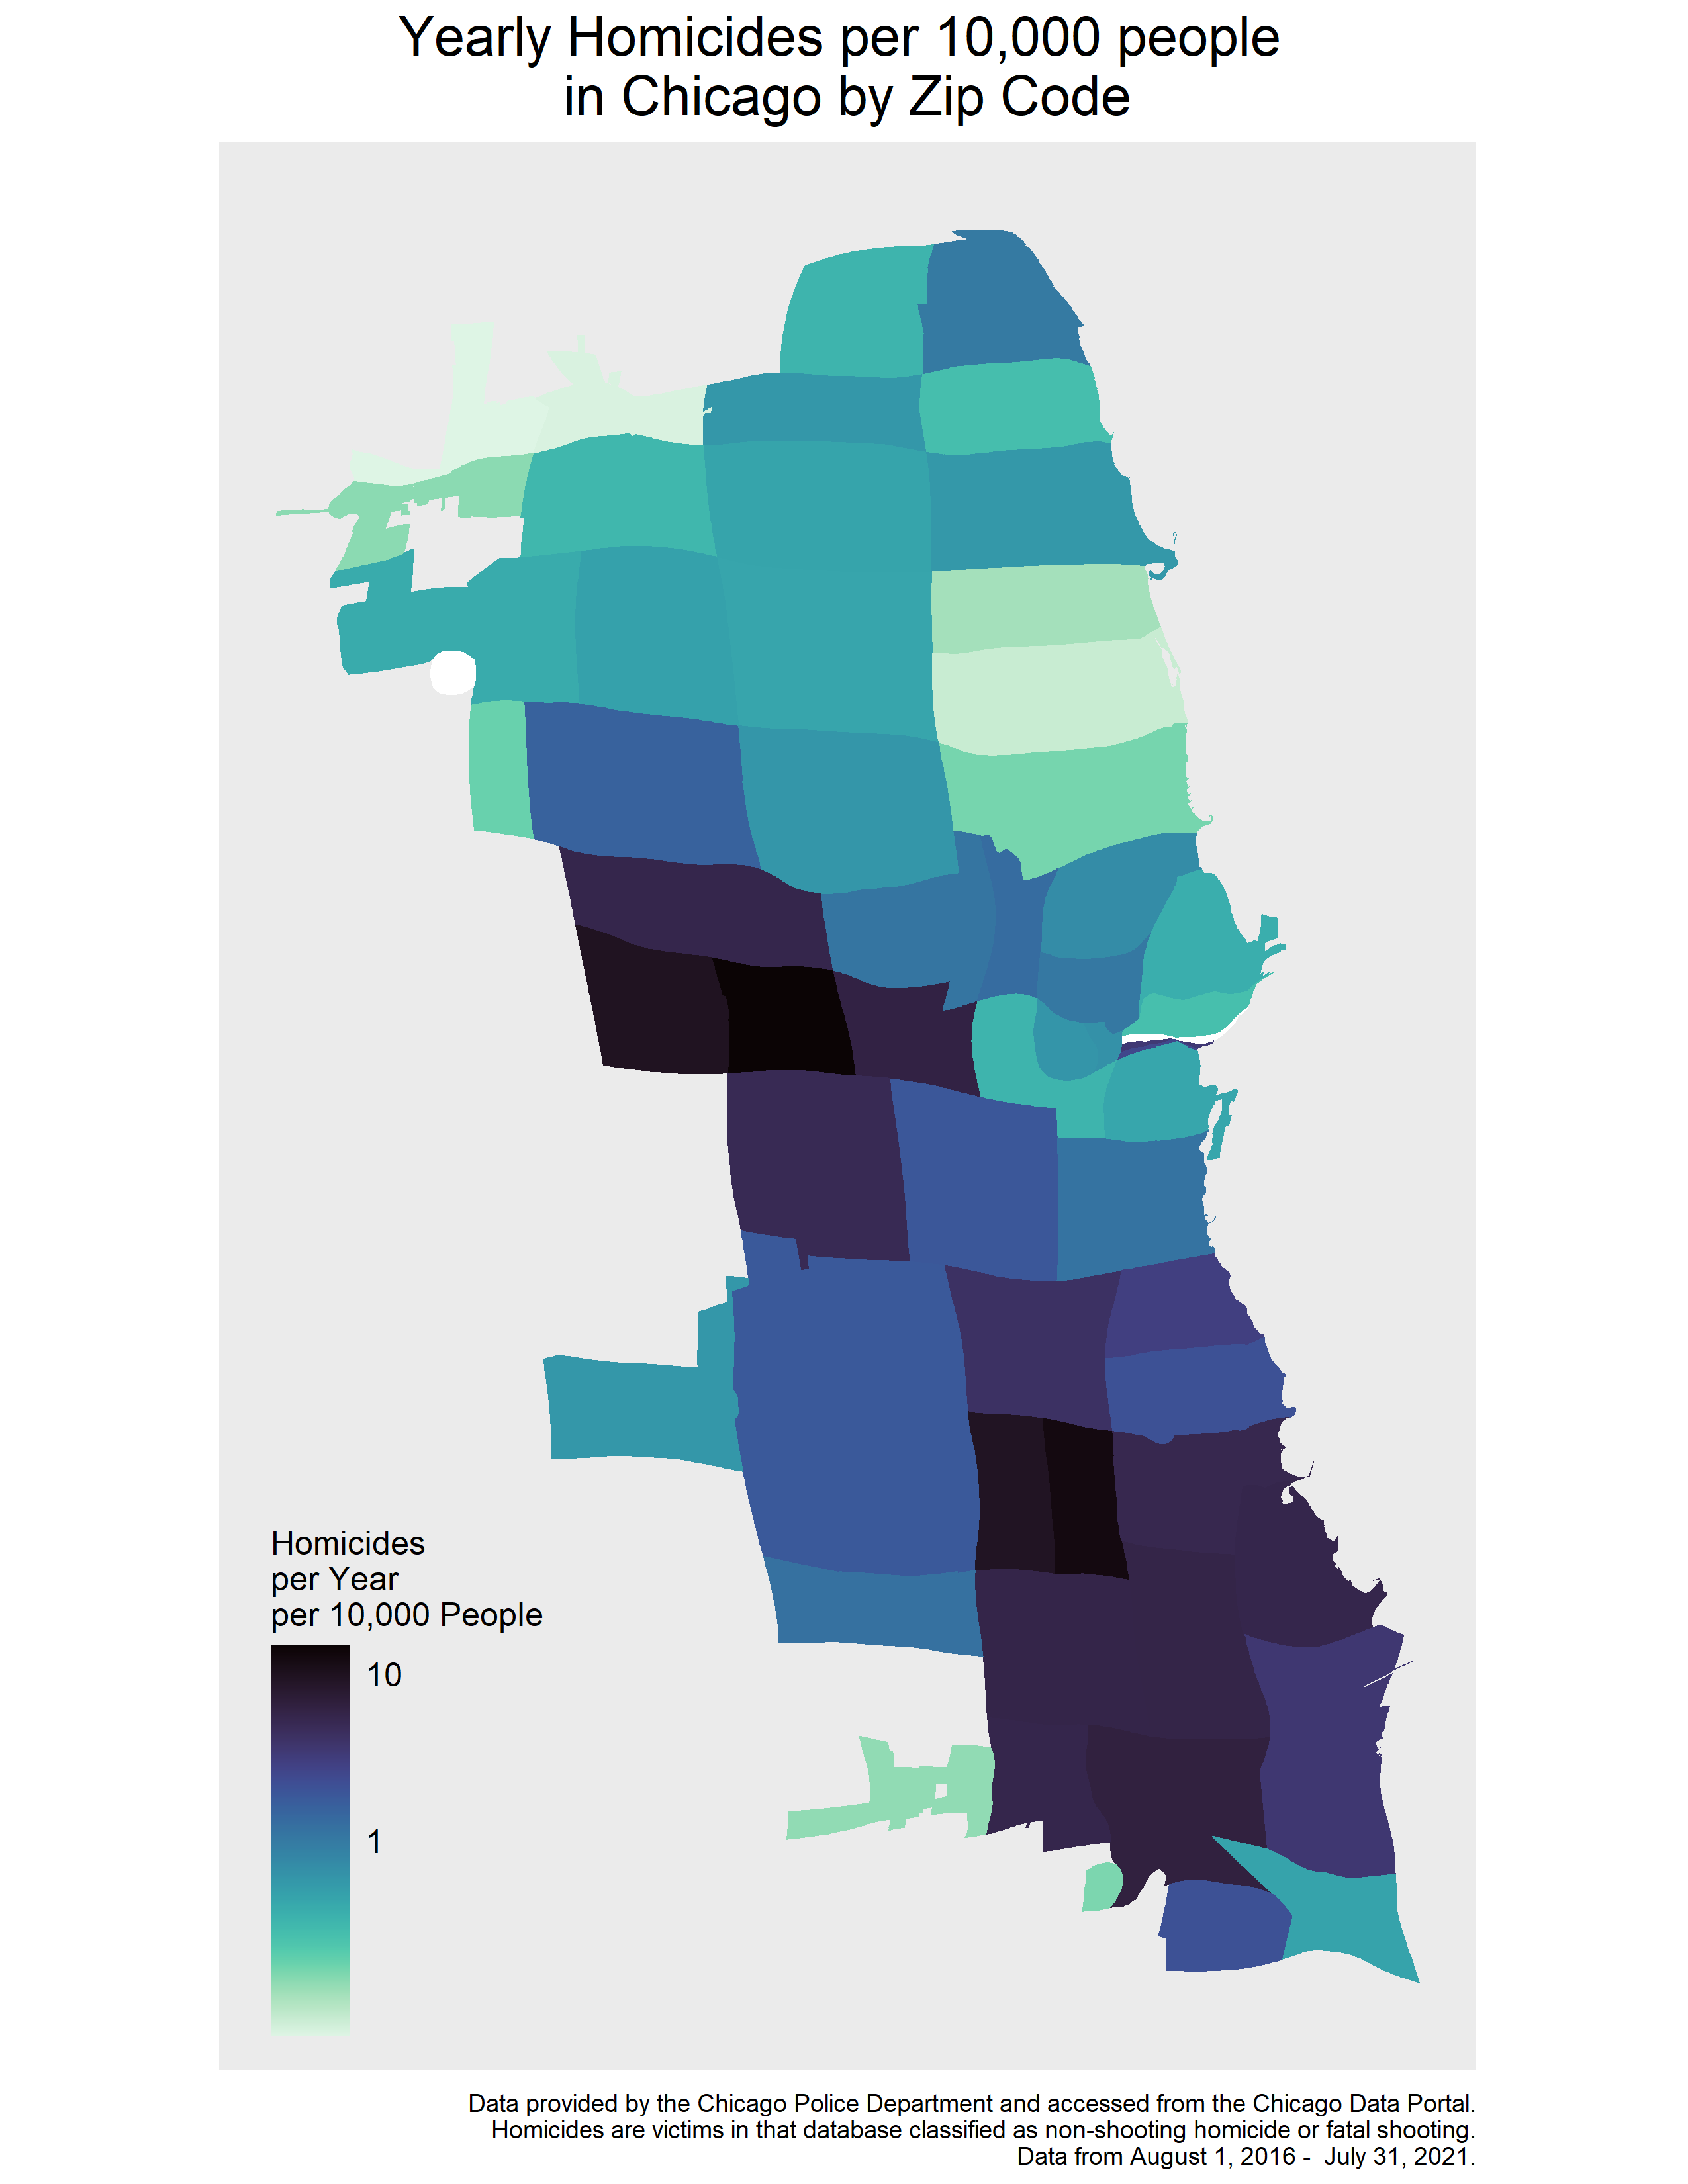 Yearly Homicides per 10,000 people
in Chicago by Zip Code
Homicides
per Year
per 10,000 People
10
1
Data provided by the Chicago Police Department and accessed from the Chicago Data Portal.
Homicides are victims in that database classified as non-shooting homicide or fatal shooting.
Data from August 1, 2016 -  July 31, 2021.